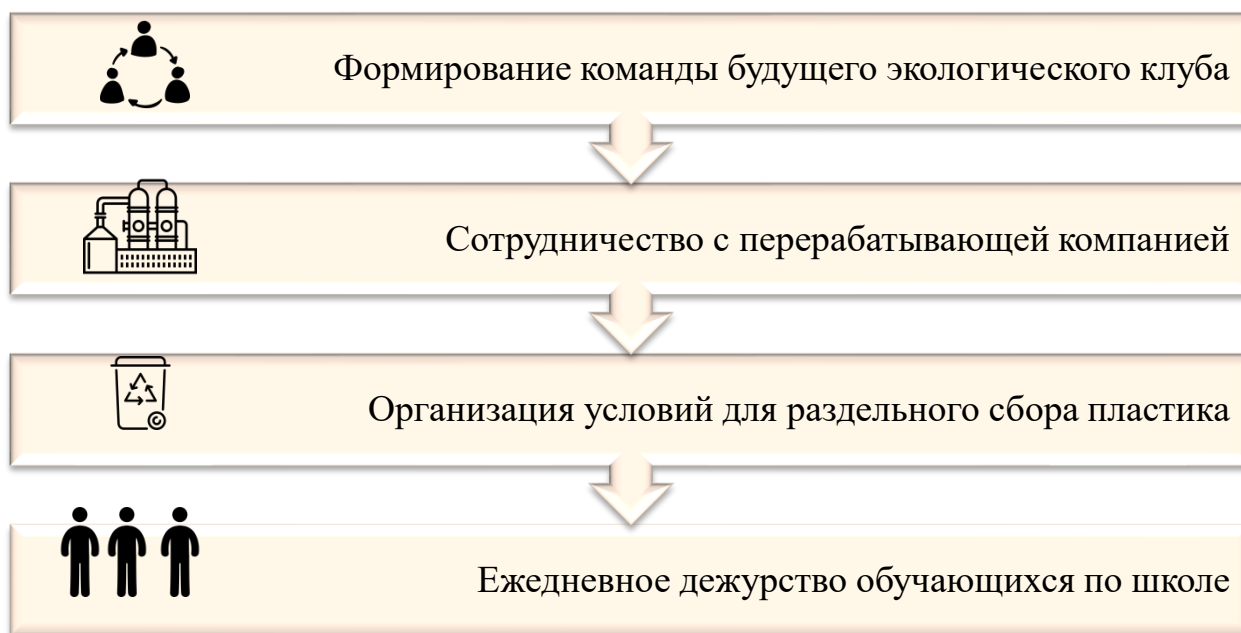 Формирование команды будущего экологического клуба
Сотрудничество с перерабатывающей компанией
Организация условий для раздельного сбора пластика
Ежедневное дежурство обучающихся по школе